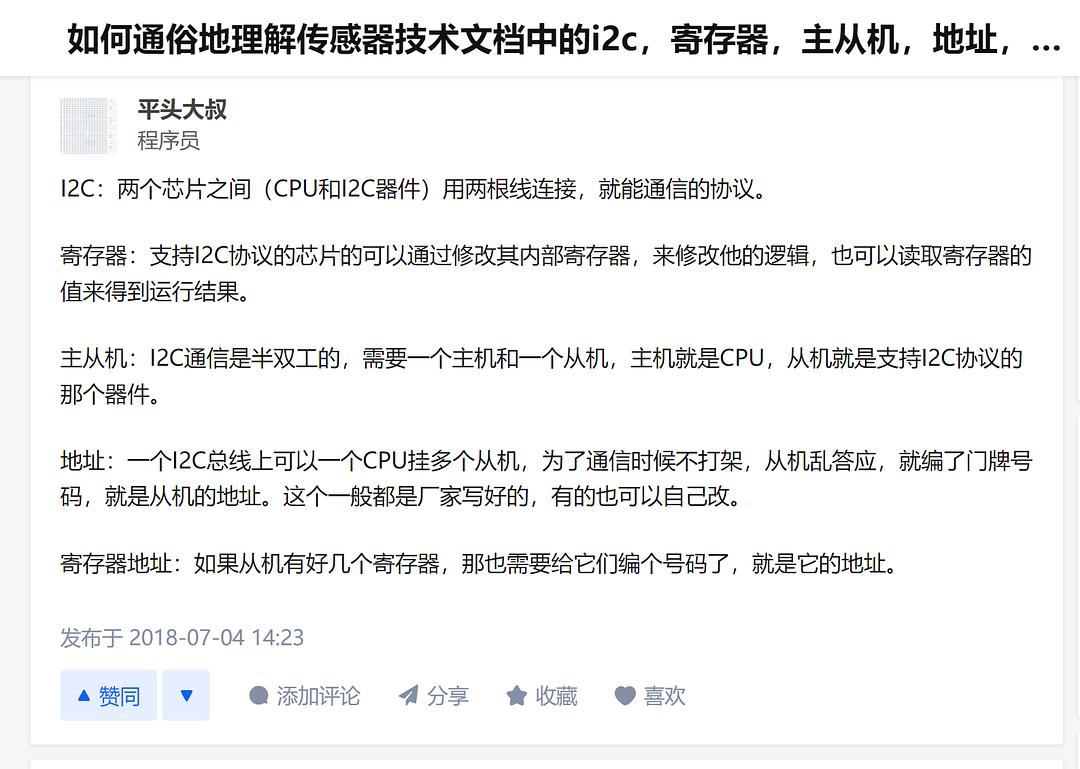 如何通俗地理解传感器技术文档中的i2c，寄存器，主从机，地址，...
平头大叔
程序员
I2C：两个芯片之间（CPU和I2C器件）用两根线连接，就能通信的协议。
寄存器：支持I2C协议的芯片的可以通过修改其内部寄存器，来修改他的逻辑，也可以读取寄存器的
值来得到运行结果。
主从机：I2C通信是半双工的，需要一个主机和一个从机，主机就是CPU，从机就是支持I2C协议的
那个器件。
地址：一个I2C总线上可以一个CPU挂多个从机，为了通信时候不打架，从机乱答应，就编了门牌号
码，就是从机的地址。这个一般都是厂家写好的，有的也可以自己改。
寄存器地址：如果从机有好几个寄存器，那也需要给它们编个号码了，就是它的地址。
发布于 2018-07-04 14:23
赞同 添加评论 分享 收藏 喜欢